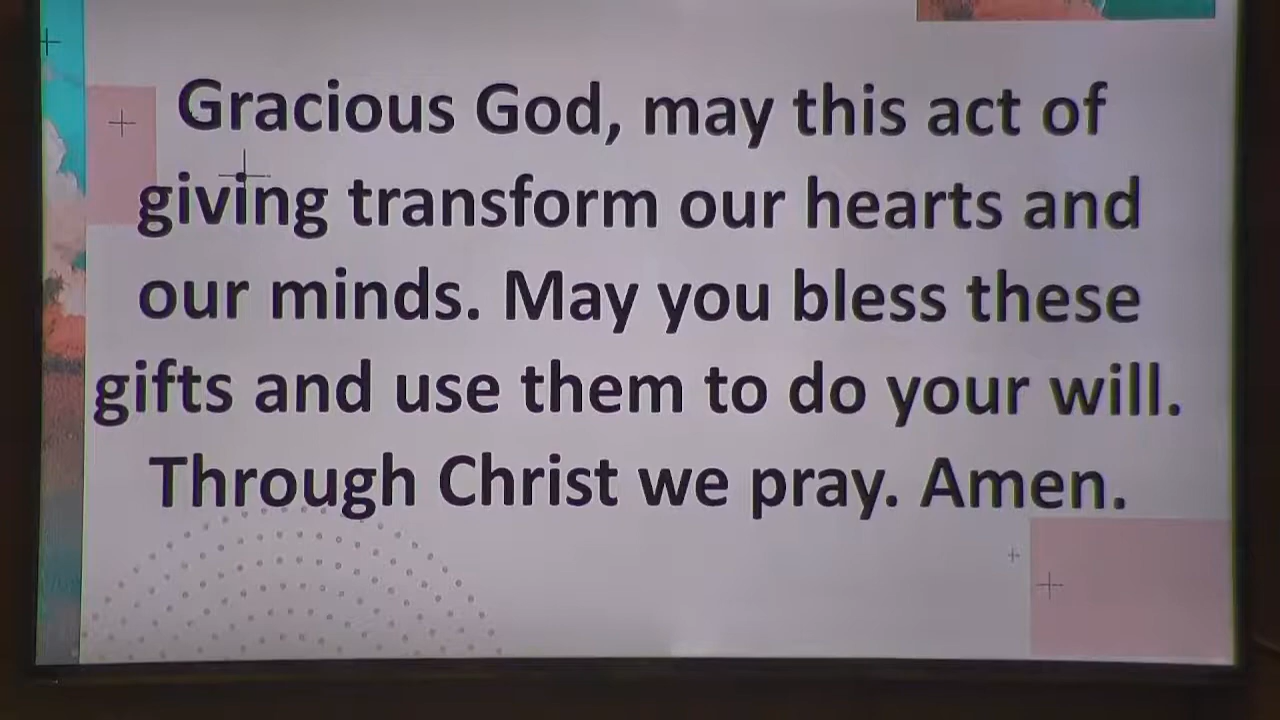 Gracious God, may this act of
giving transform our hearts and
our minds. May you bless these
gifts and use them to do your will.
Through Christ we pray. Amen.